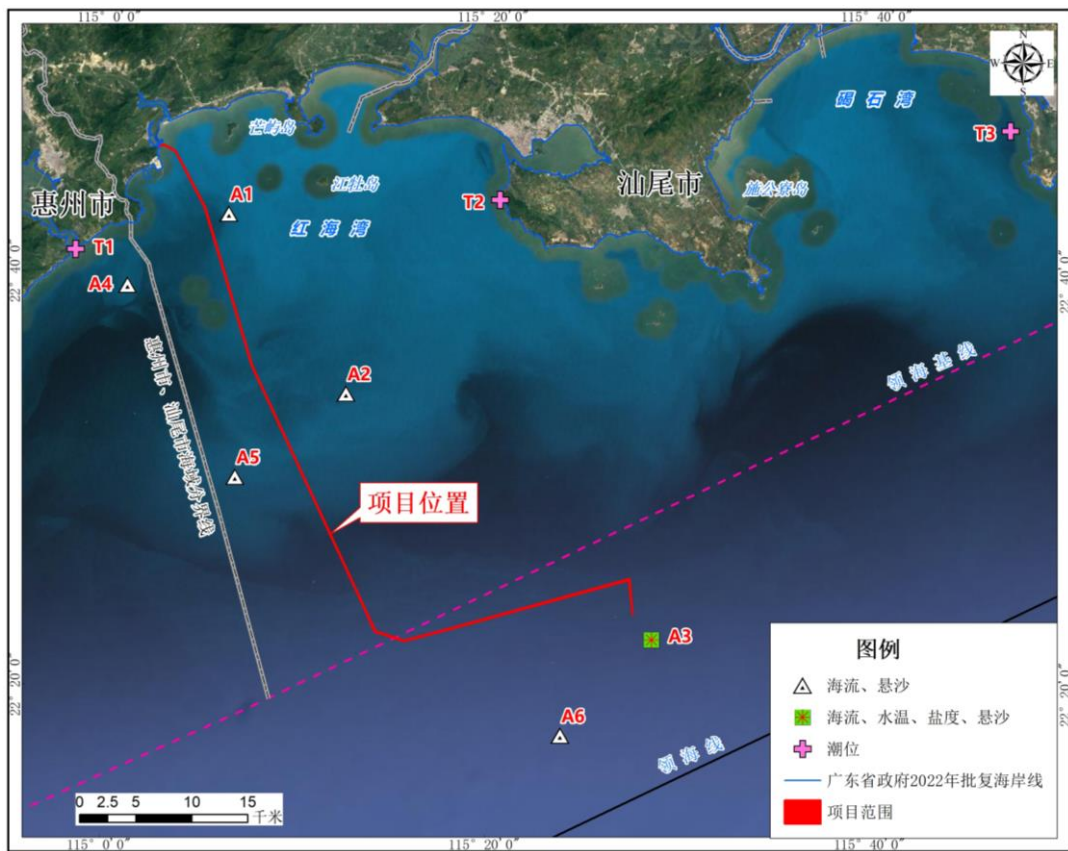 115° 0′0″
115° 20′0″
115° 40′0″
N
W
E
S
碣石湾
芒屿岛
T3
江牡岛
汕尾市
施公寮岛
A1
T2
惠州市
红海湾
T1
22° 40′0″
22° 40′0″
A4
惠州市、汕尾市海域分界线
领海基线
A2
A5
项目位置
A3
图例
22° 20′0″
22° 20′0″
海流、悬沙
A6
海流、水温、盐度、悬沙
领海线
潮位
广东省政府2022年批复海岸线
0 2.5 5 10 15
千米
项目范围
115° 0′0″
115° 20′0″
115° 40′0″